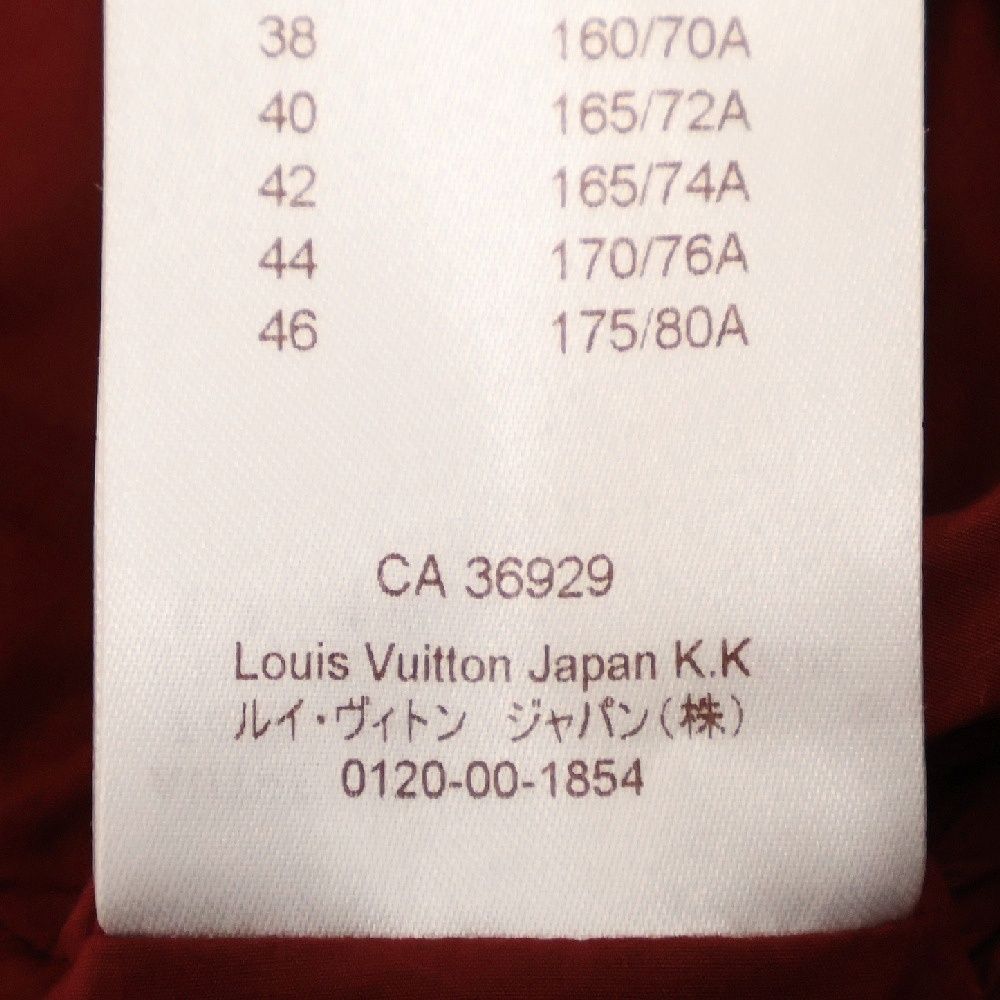 38 160/70A
40 165/72A
42 165/74A
44 170/76A
46 175/80A
CA 36929
Louis Vuitton Japan K.K
ルイ・ヴィトン　ジャパン(株)
0120-00-1854